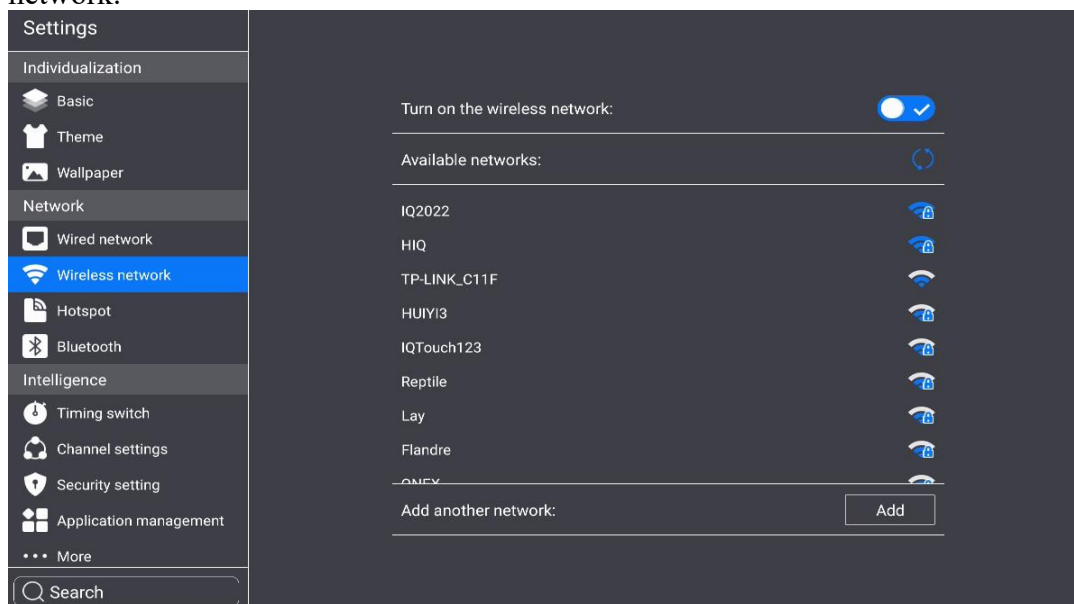 network.
Settings
Individualization
Basic
Theme
Wallpaper
Network
Wired network
Wireless network
Hotspot
Bluetooth
Intelligence
Timing switch
Channel settings
Security setting
Application management
More
Search
Turn on the wireless network:
Available networks:
IQ2022
HIQ
TP-LINK_C11F
HUIYI3
IQTouch123
Reptile
Lay
Flandre
Add another network:
Add